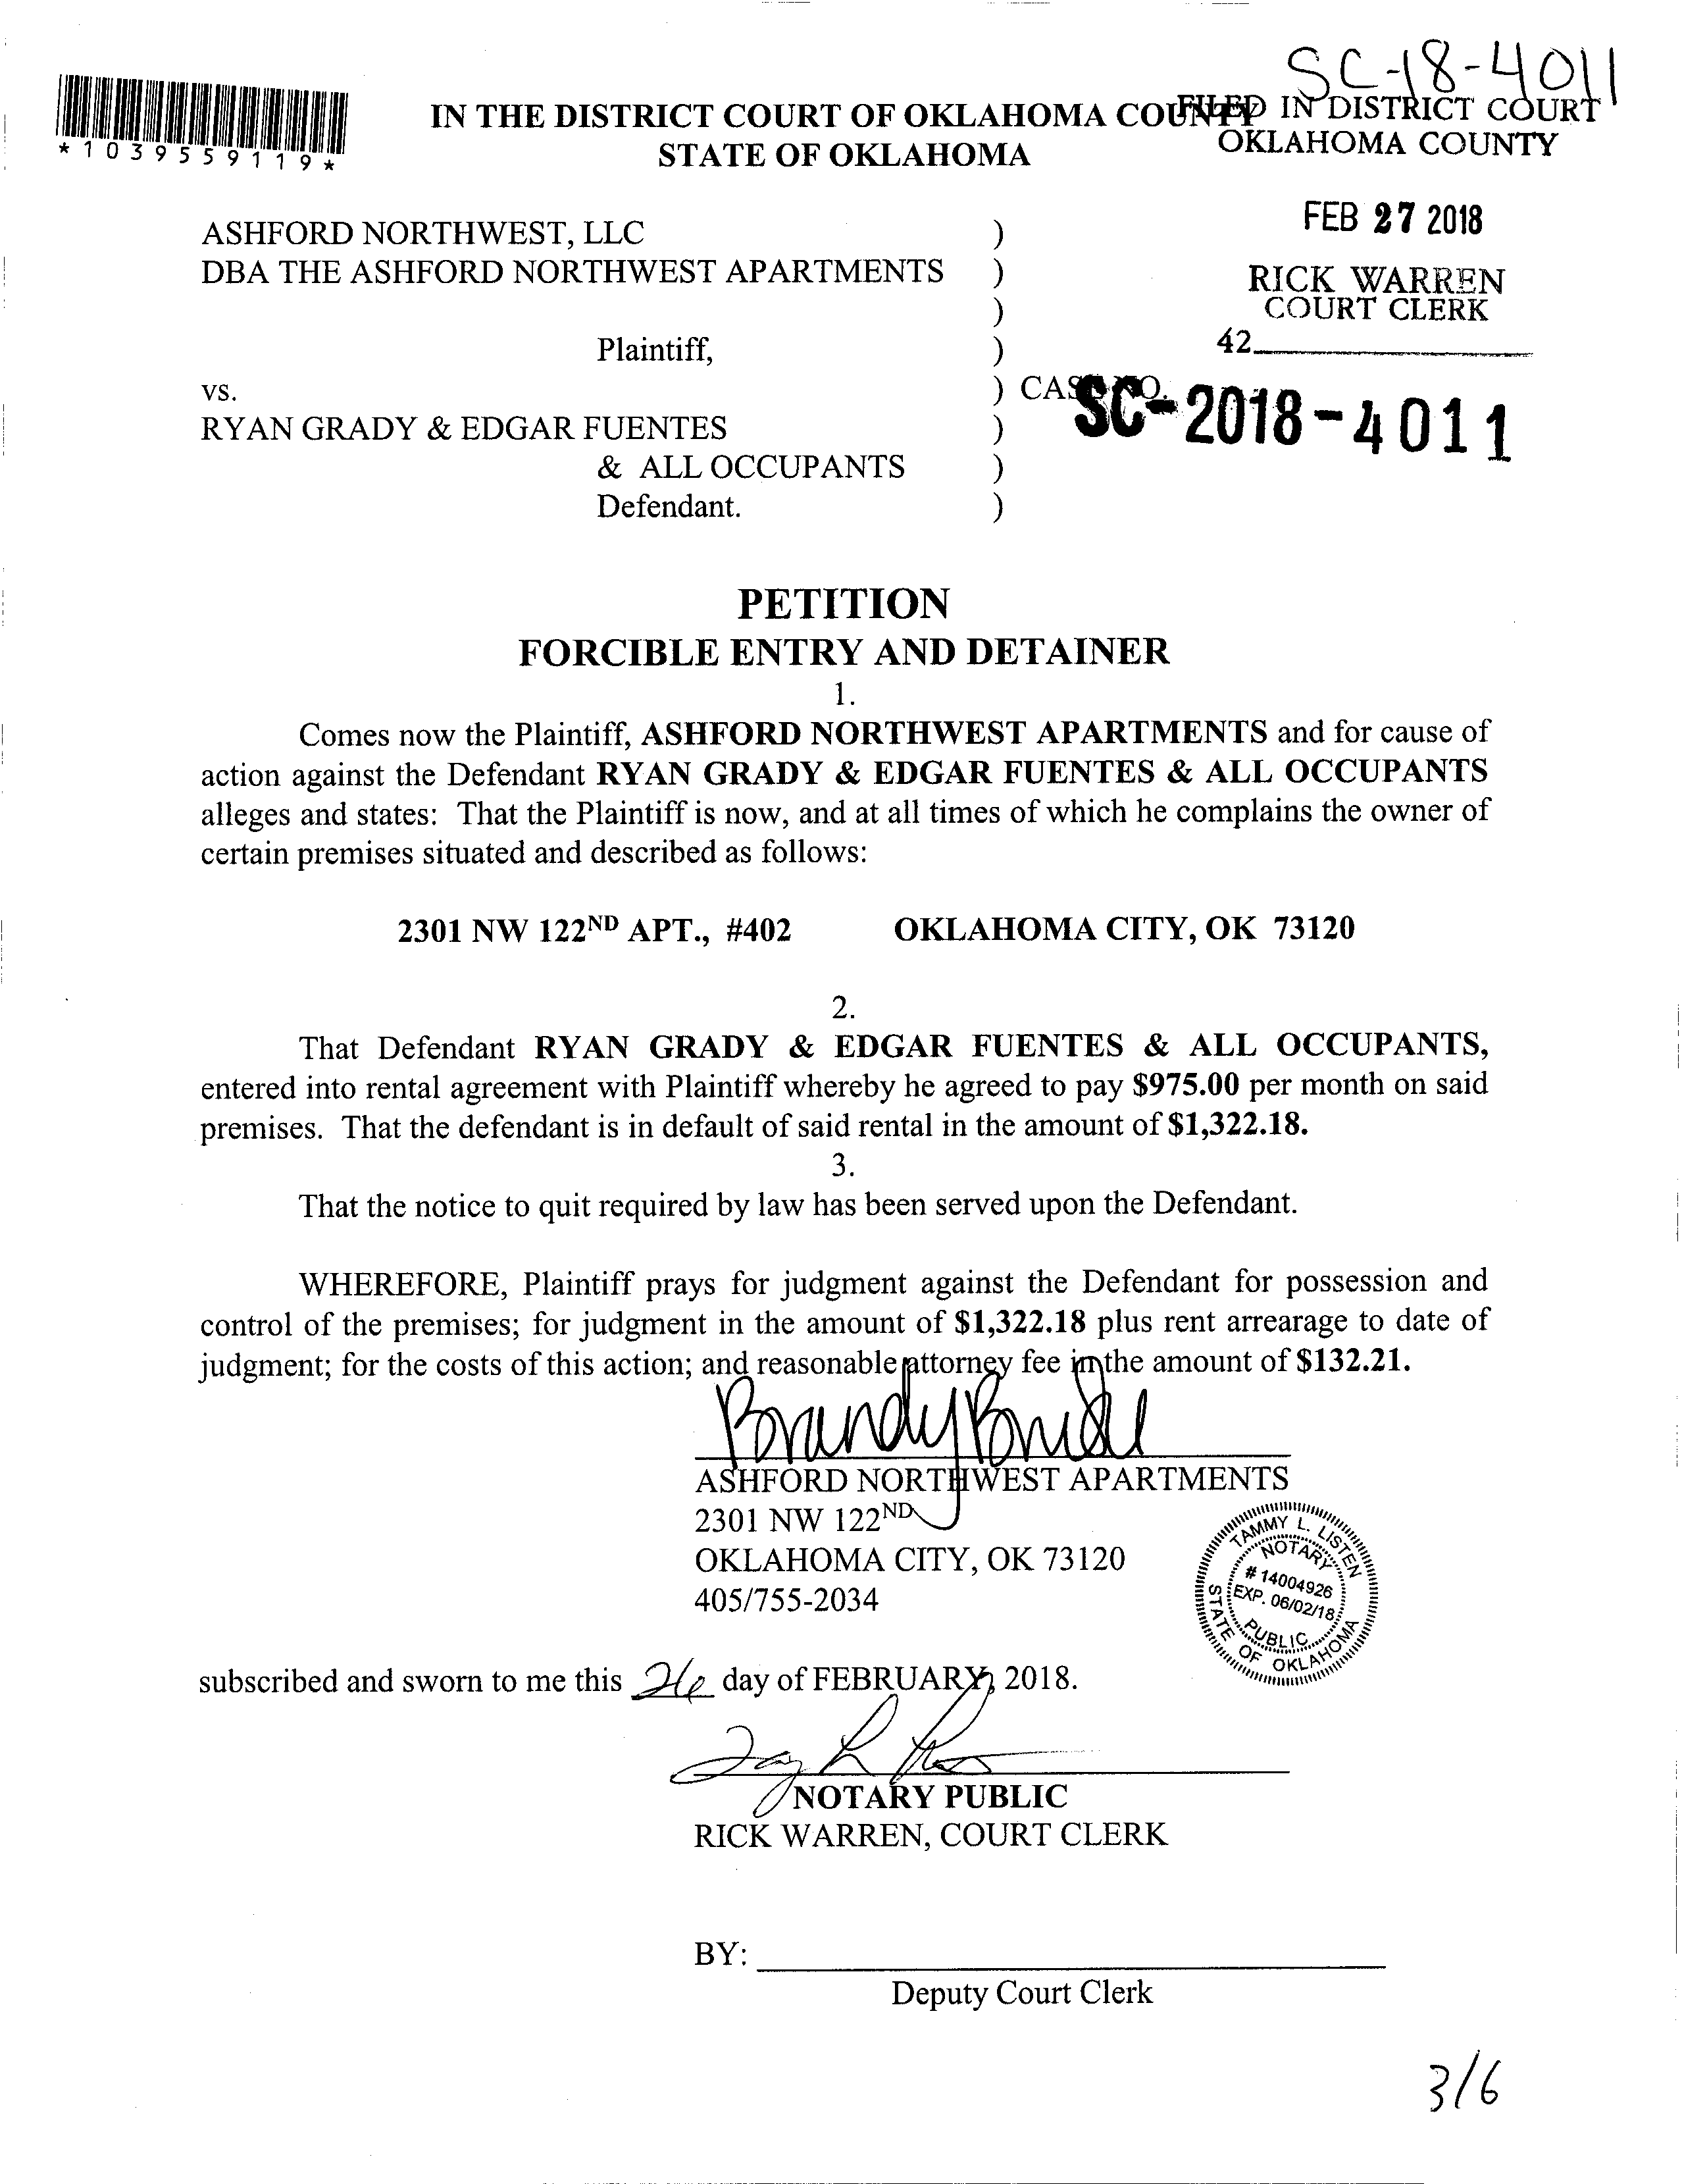 SC-18-4011
*1039559119*
IN THE DISTRICT COURT OF OKLAHOMA COUNTY
STATE OF OKLAHOMA
FILED IN DISTRICT COURT
OKLAHOMA COUNTY
FEB 27 2018
RICK WARREN
COURT CLERK
42
ASHFORD NORTHWEST, LLC )
DBA THE ASHFORD NORTHWEST APARTMENTS )
)
Plaintiff, )
vs. ) CASE NO.
SC-2018-4011
RYAN GRADY & EDGAR FUENTES )
& ALL OCCUPANTS )
Defendant. )
PETITION
FORCIBLE ENTRY AND DETAINER
1.
Comes now the Plaintiff, ASHFORD NORTHWEST APARTMENTS and for cause of
action against the Defendant RYAN GRADY & EDGAR FUENTES & ALL OCCUPANTS
alleges and states: That the Plaintiff is now, and at all times of which he complains the owner of
certain premises situated and described as follows:
2301 NW 122ND APT., #402 OKLAHOMA CITY, OK 73120
2.
That Defendant RYAN GRADY & EDGAR FUENTES & ALL OCCUPANTS,
entered into rental agreement with Plaintiff whereby he agreed to pay $975.00 per month on said
premises. That the defendant is in default of said rental in the amount of $1,322.18.
3.
That the notice to quit required by law has been served upon the Defendant.
WHEREFORE, Plaintiff prays for judgment against the Defendant for possession and
control of the premises; for judgment in the amount of $1,322.18 plus rent arrearage to date of
judgment; for the costs of this action; and reasonable attorney fee in the amount of $132.21.
Brandy
ASHFORD NORTHWEST APARTMENTS
2301 NW 122ND
OKLAHOMA CITY, OK 73120
405/755-2034
TAMMY L. LISTEN
NOTARY
# 14004926
EXP. 06/02/18
PUBLIC
STATE OF OKLAHOMA
subscribed and sworn to me this 26 day of FEBRUARY, 2018.
NOTARY PUBLIC
RICK WARREN, COURT CLERK
BY:
Deputy Court Clerk
3/6